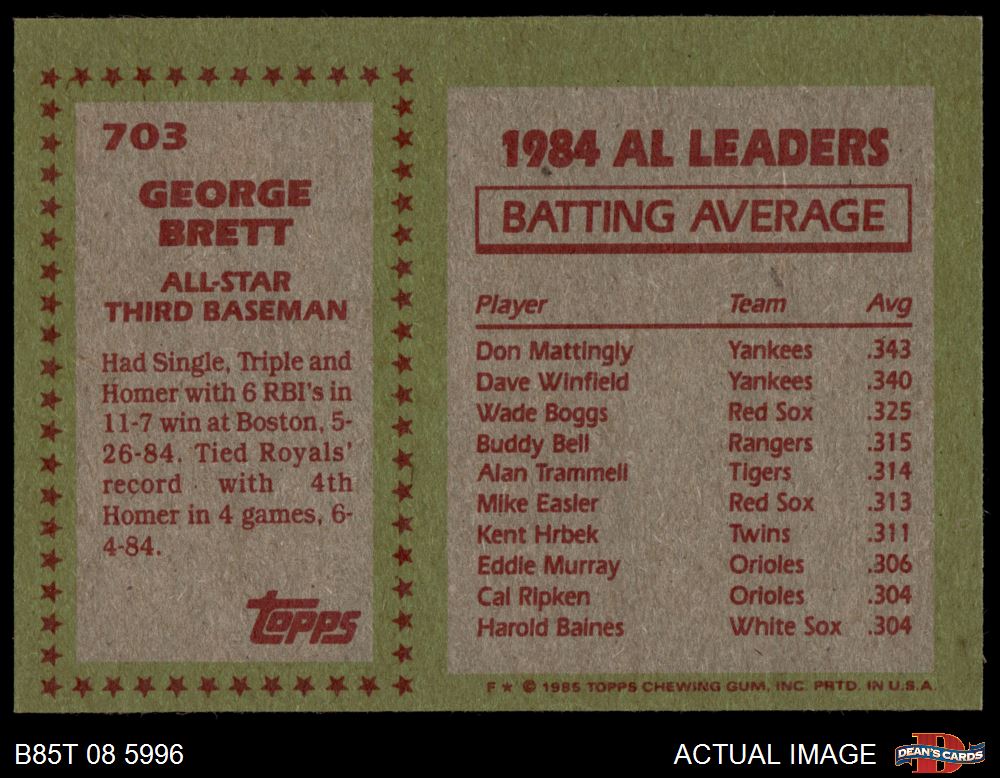 703
GEORGE
BRETT
ALL-STAR
THIRD BASEMAN
Had Single, Triple and
Homer with 6 RBI's in
11-7 win at Boston, 5-
26-84. Tied Royals'
record with 4th
Homer in 4 games, 6-
4-84.
topps
1984 AL LEADERS
BATTING AVERAGE
Player Team Avg
Don Mattingly Yankees .343
Dave Winfield Yankees .340
Wade Boggs Red Sox .325
Buddy Bell Rangers .315
Alan Trammell Tigers .314
Mike Easler Red Sox .313
Kent Hrbek Twins .311
Eddie Murray Orioles .306
Cal Ripken Orioles .304
Harold Baines White Sox .304
F ★ © 1985 TOPPS CHEWING GUM, INC. PRTD. IN U.S.A.
B85T 08 5996 ACTUAL IMAGE
D
DEAN'S CARDS